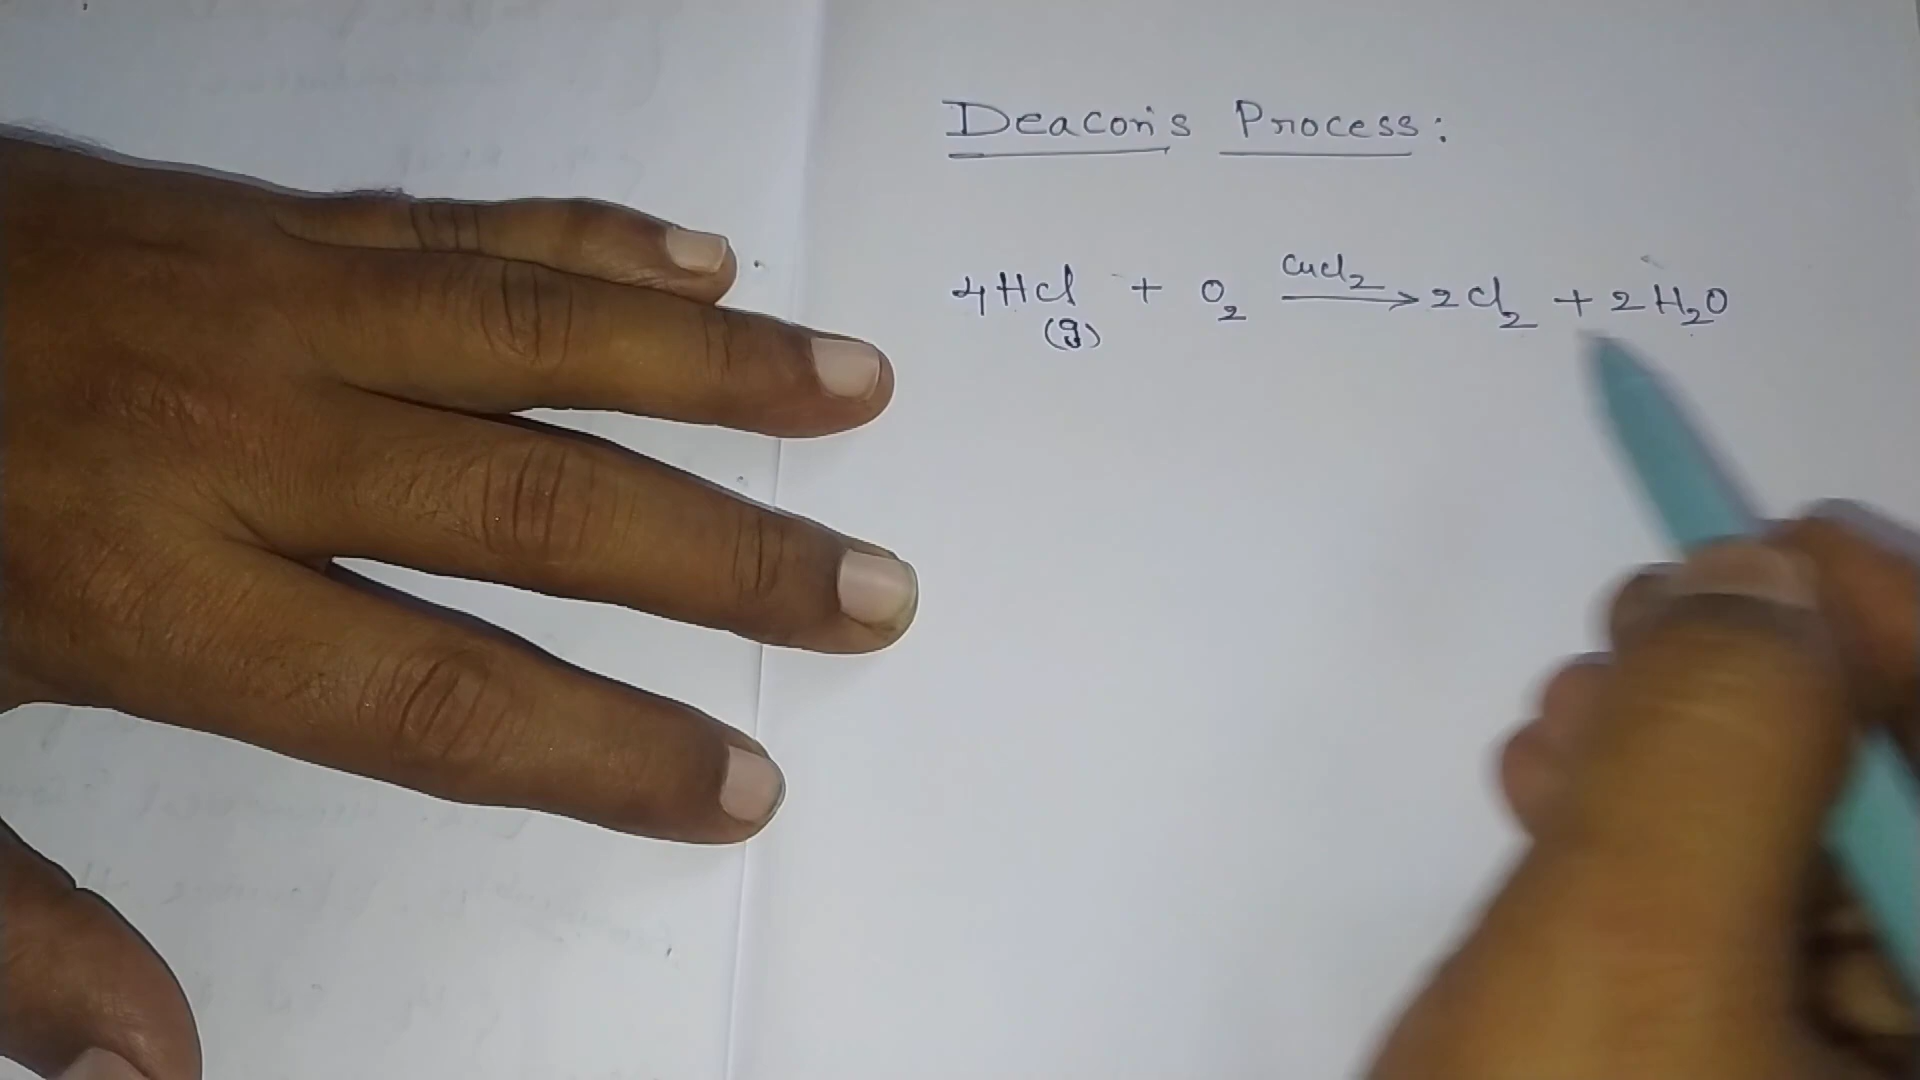 Deacon's Process:
CuCl2
4HCl + O2 → 2Cl2 + 2H2O
(g)